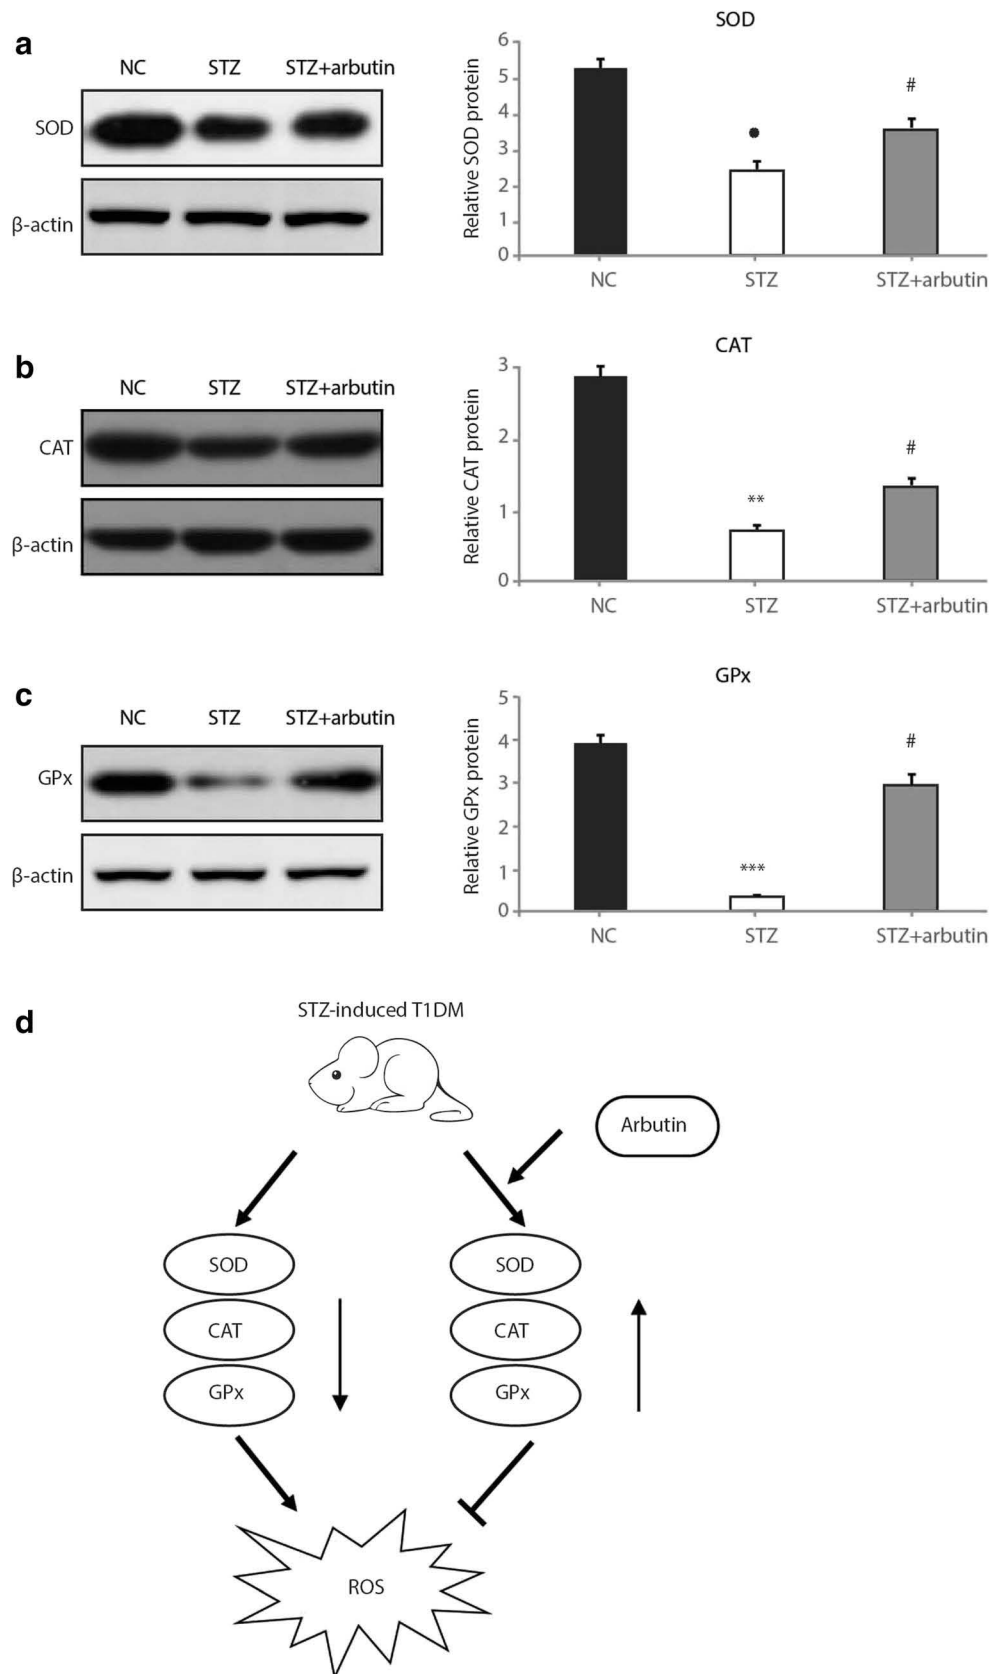 a
NC STZ STZ+arbutin
SOD
β-actin
SOD
Relative SOD protein
6
5
4
3
2
1
0
#
NC STZ STZ+arbutin
b
NC STZ STZ+arbutin
CAT
β-actin
CAT
Relative CAT protein
3
2
1
0
**
#
NC STZ STZ+arbutin
c
NC STZ STZ+arbutin
GPx
β-actin
GPx
Relative GPx protein
5
4
3
2
1
0
***
#
NC STZ STZ+arbutin
d
STZ-induced T1DM
Arbutin
SOD SOD
CAT CAT
GPx GPx
ROS